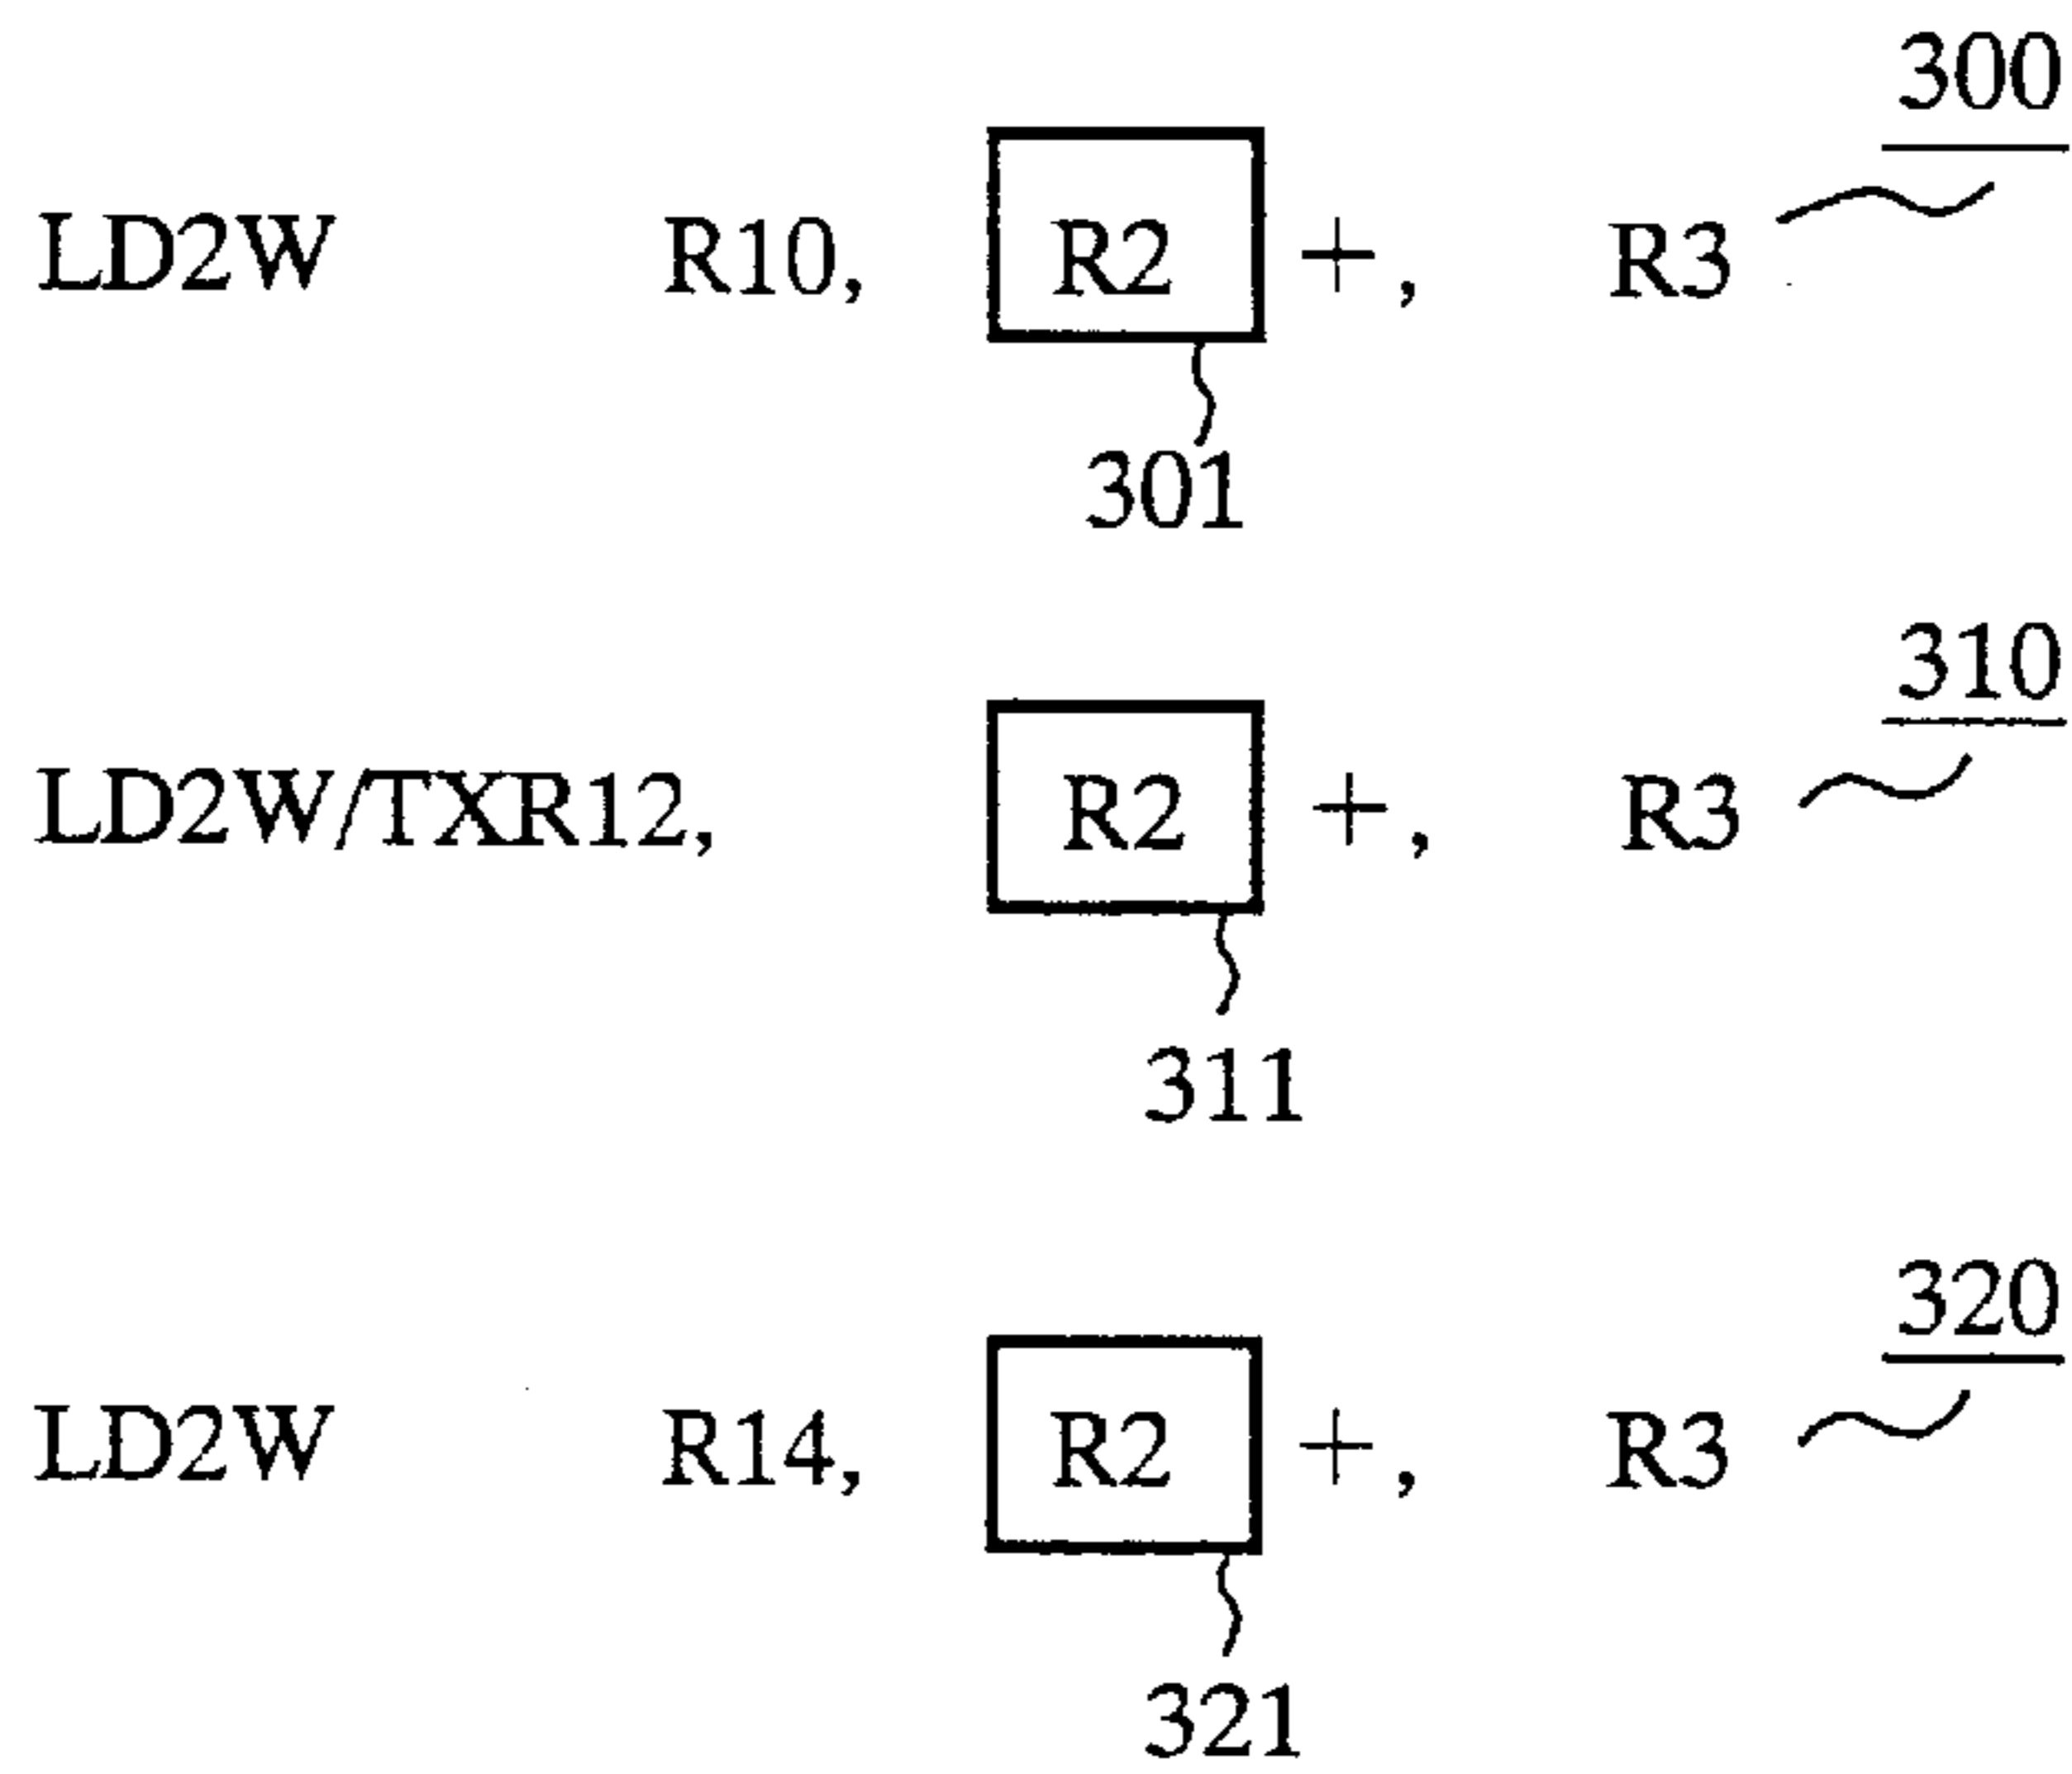 300
LD2W R10, R2 +, R3
301
310
LD2W/TXR12, R2 +, R3
311
320
LD2W R14, R2 +, R3
321